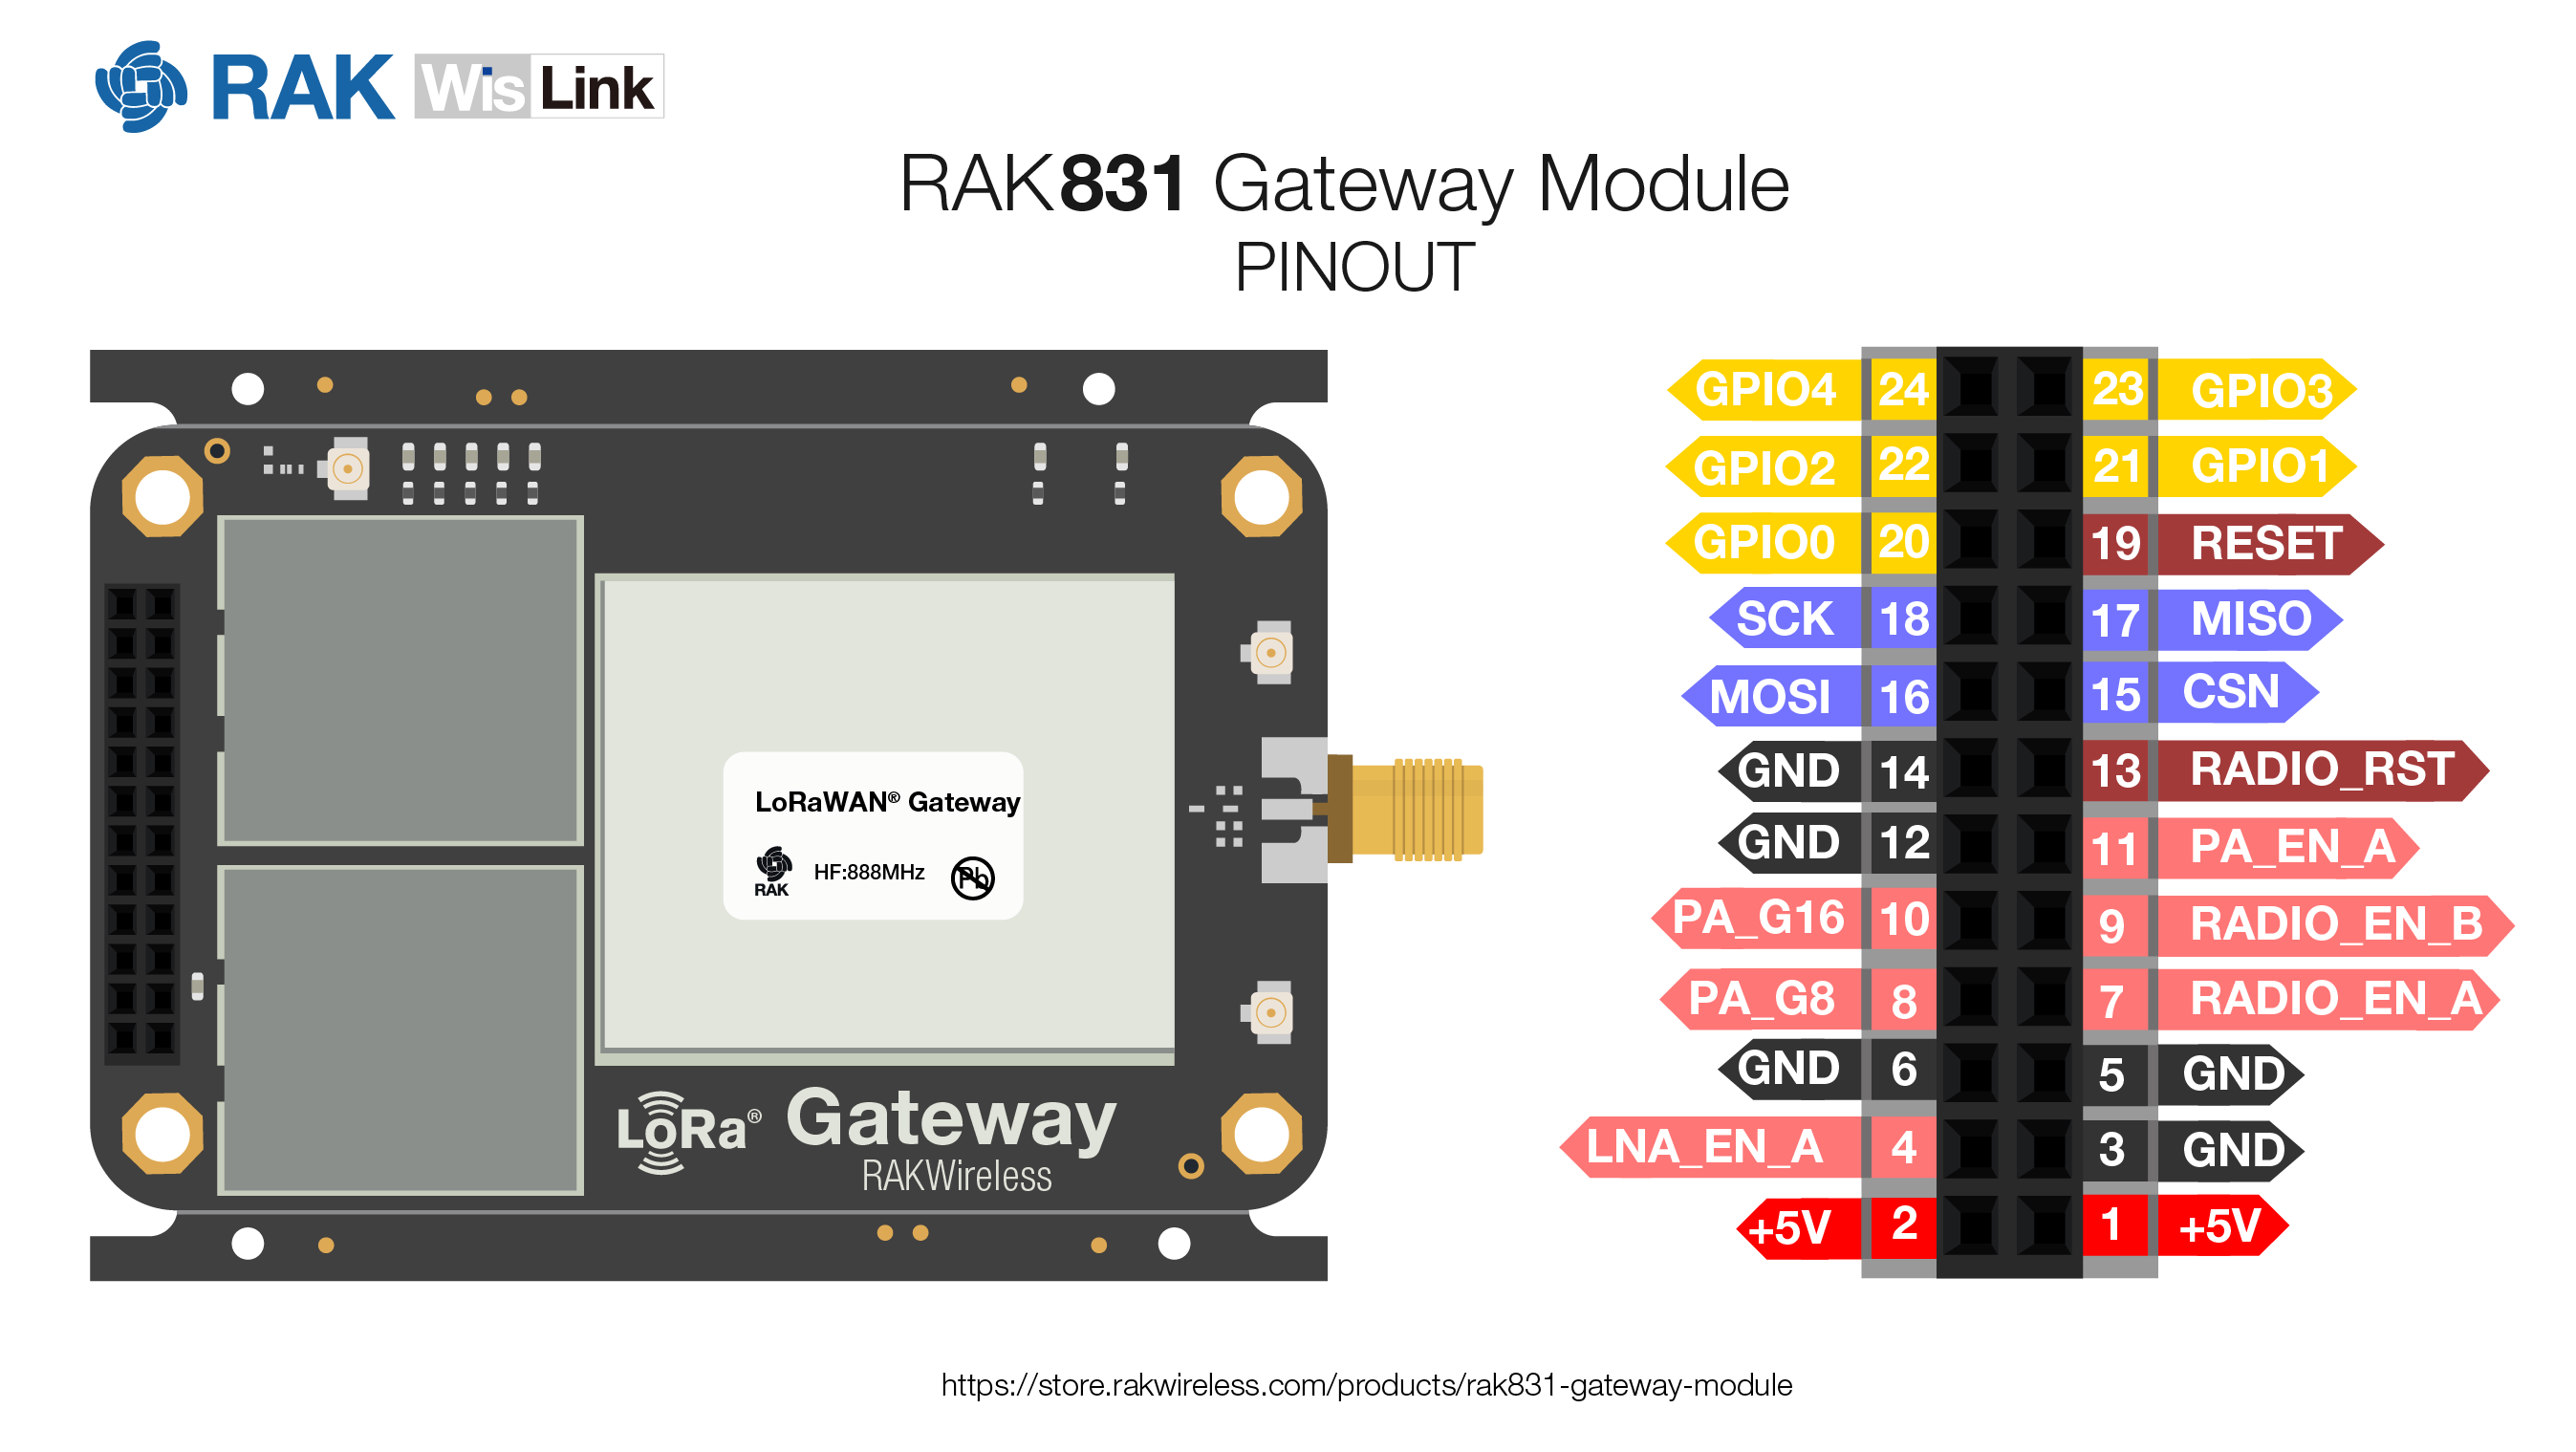 RAK WisLink
RAK831 Gateway Module
PINOUT
LoRaWAN® Gateway
RAK HF:888MHz Pb
LoRa® Gateway
RAKWireless
GPIO4 24 23 GPIO3
GPIO2 22 21 GPIO1
GPIO0 20 19 RESET
SCK 18 17 MISO
MOSI 16 15 CSN
GND 14 13 RADIO_RST
GND 12 11 PA_EN_A
PA_G16 10 9 RADIO_EN_B
PA_G8 8 7 RADIO_EN_A
GND 6 5 GND
LNA_EN_A 4 3 GND
+5V 2 1 +5V
https://store.rakwireless.com/products/rak831-gateway-module